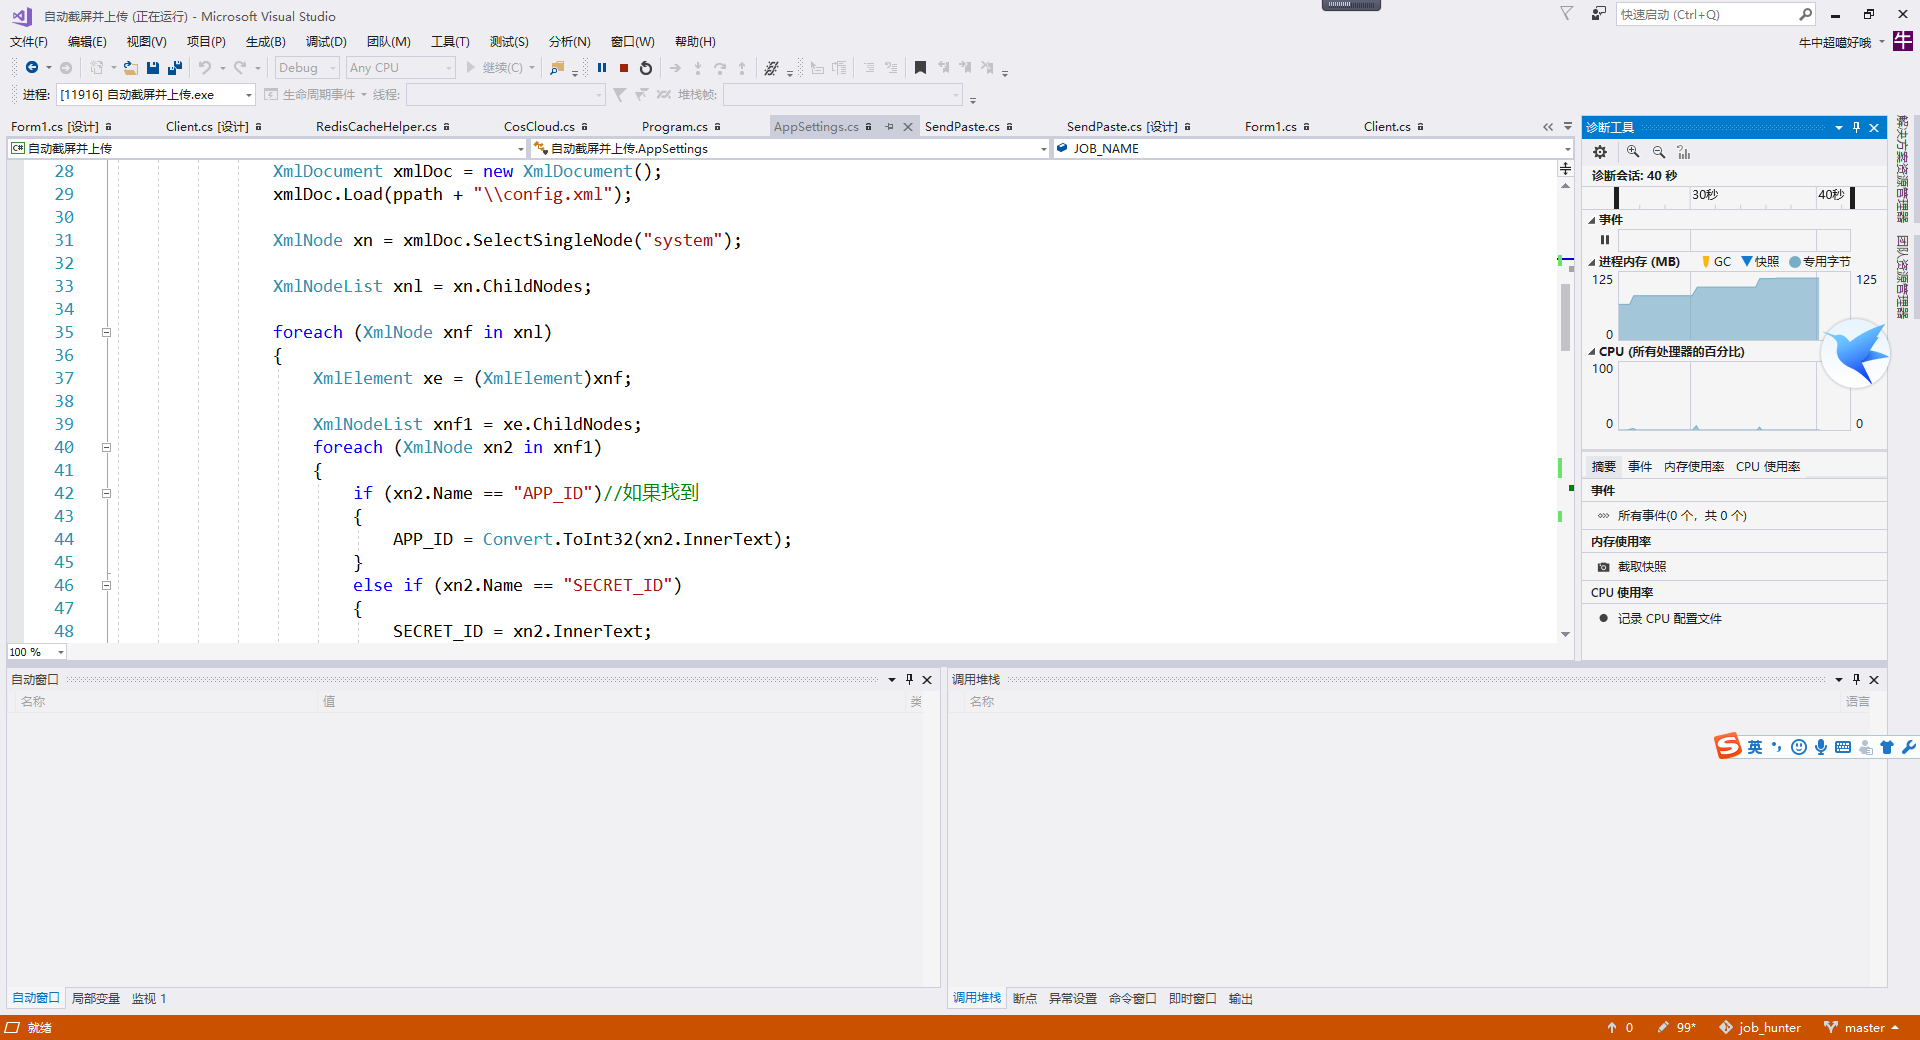 自动截屏并上传 (正在运行) - Microsoft Visual Studio
快速启动 (Ctrl+Q)
文件(F) 编辑(E) 视图(V) 项目(P) 生成(B) 调试(D) 团队(M) 工具(T) 测试(S) 分析(N) 窗口(W) 帮助(H)
牛中超噶好哦 牛
Debug Any CPU 继续(C)
进程: [11916] 自动截屏并上传.exe 生命周期事件 线程: 堆栈帧:
Form1.cs [设计] Client.cs [设计] RedisCacheHelper.cs CosCloud.cs Program.cs AppSettings.cs SendPaste.cs SendPaste.cs [设计] Form1.cs Client.cs
C# 自动截屏并上传 自动截屏并上传.AppSettings JOB_NAME
28 XmlDocument xmlDoc = new XmlDocument();
29 xmlDoc.Load(ppath + "\\config.xml");
30
31 XmlNode xn = xmlDoc.SelectSingleNode("system");
32
33 XmlNodeList xnl = xn.ChildNodes;
34
35 foreach (XmlNode xnf in xnl)
36 {
37 XmlElement xe = (XmlElement)xnf;
38
39 XmlNodeList xnf1 = xe.ChildNodes;
40 foreach (XmlNode xn2 in xnf1)
41 {
42 if (xn2.Name == "APP_ID")//如果找到
43 {
44 APP_ID = Convert.ToInt32(xn2.InnerText);
45 }
46 else if (xn2.Name == "SECRET_ID")
47 {
48 SECRET_ID = xn2.InnerText;
100 %
诊断工具
诊断会话: 40 秒
30秒 40秒
事件
进程内存 (MB) GC 快照 专用字节
125 125
0
CPU (所有处理器的百分比)
100
0 0
摘要 事件 内存使用率 CPU 使用率
事件
所有事件(0 个，共 0 个)
内存使用率
截取快照
CPU 使用率
记录 CPU 配置文件
解决方案资源管理器
团队资源管理器
自动窗口
名称 值 类
调用堆栈
名称 语言
S 英
自动窗口 局部变量 监视 1
调用堆栈 断点 异常设置 命令窗口 即时窗口 输出
就绪
0 99* job_hunter master